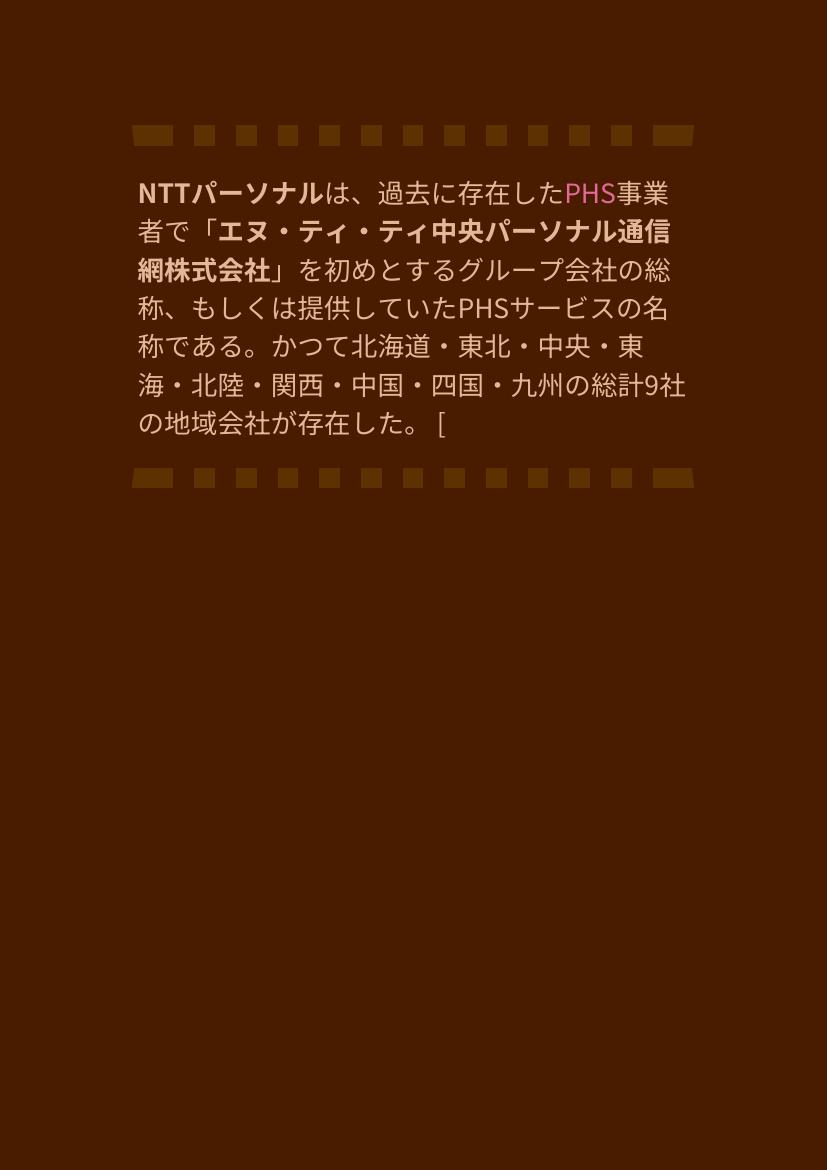 NTTパーソナルは、過去に存在したPHS事業
者で「エヌ・ティ・ティ中央パーソナル通信
網株式会社」を初めとするグループ会社の総
称、もしくは提供していたPHSサービスの名
称である。かつて北海道・東北・中央・東
海・北陸・関西・中国・四国・九州の総計9社
の地域会社が存在した。 [